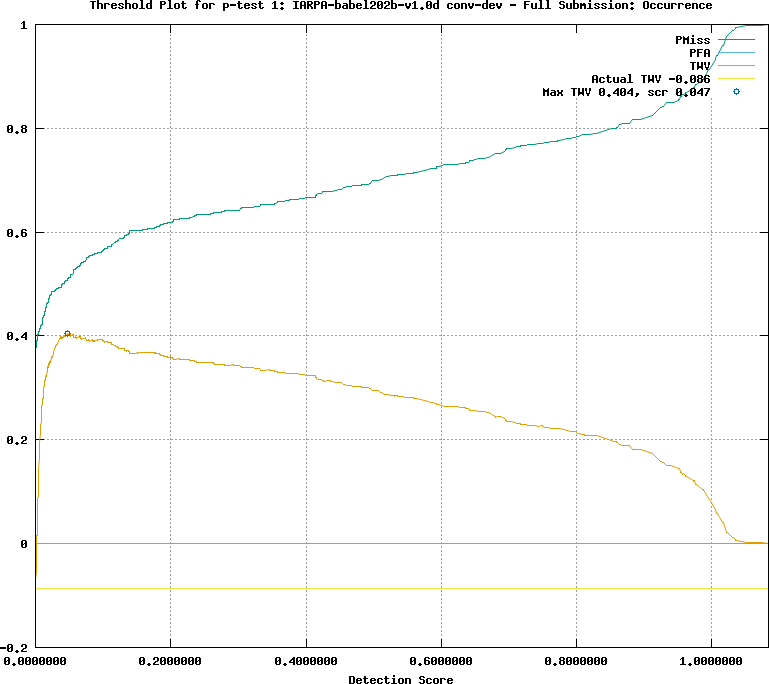 Threshold Plot for p-test 1: IARPA-babel202b-v1.0d conv-dev - Full Submission: Occurrence
1
PMiss
PFA
TWV
Actual TWV -0.086
Max TWV 0.404, scr 0.047
0.8
0.6
0.4
0.2
0
-0.2
0.0000000 0.2000000 0.4000000 0.6000000 0.8000000 1.0000000
Detection Score